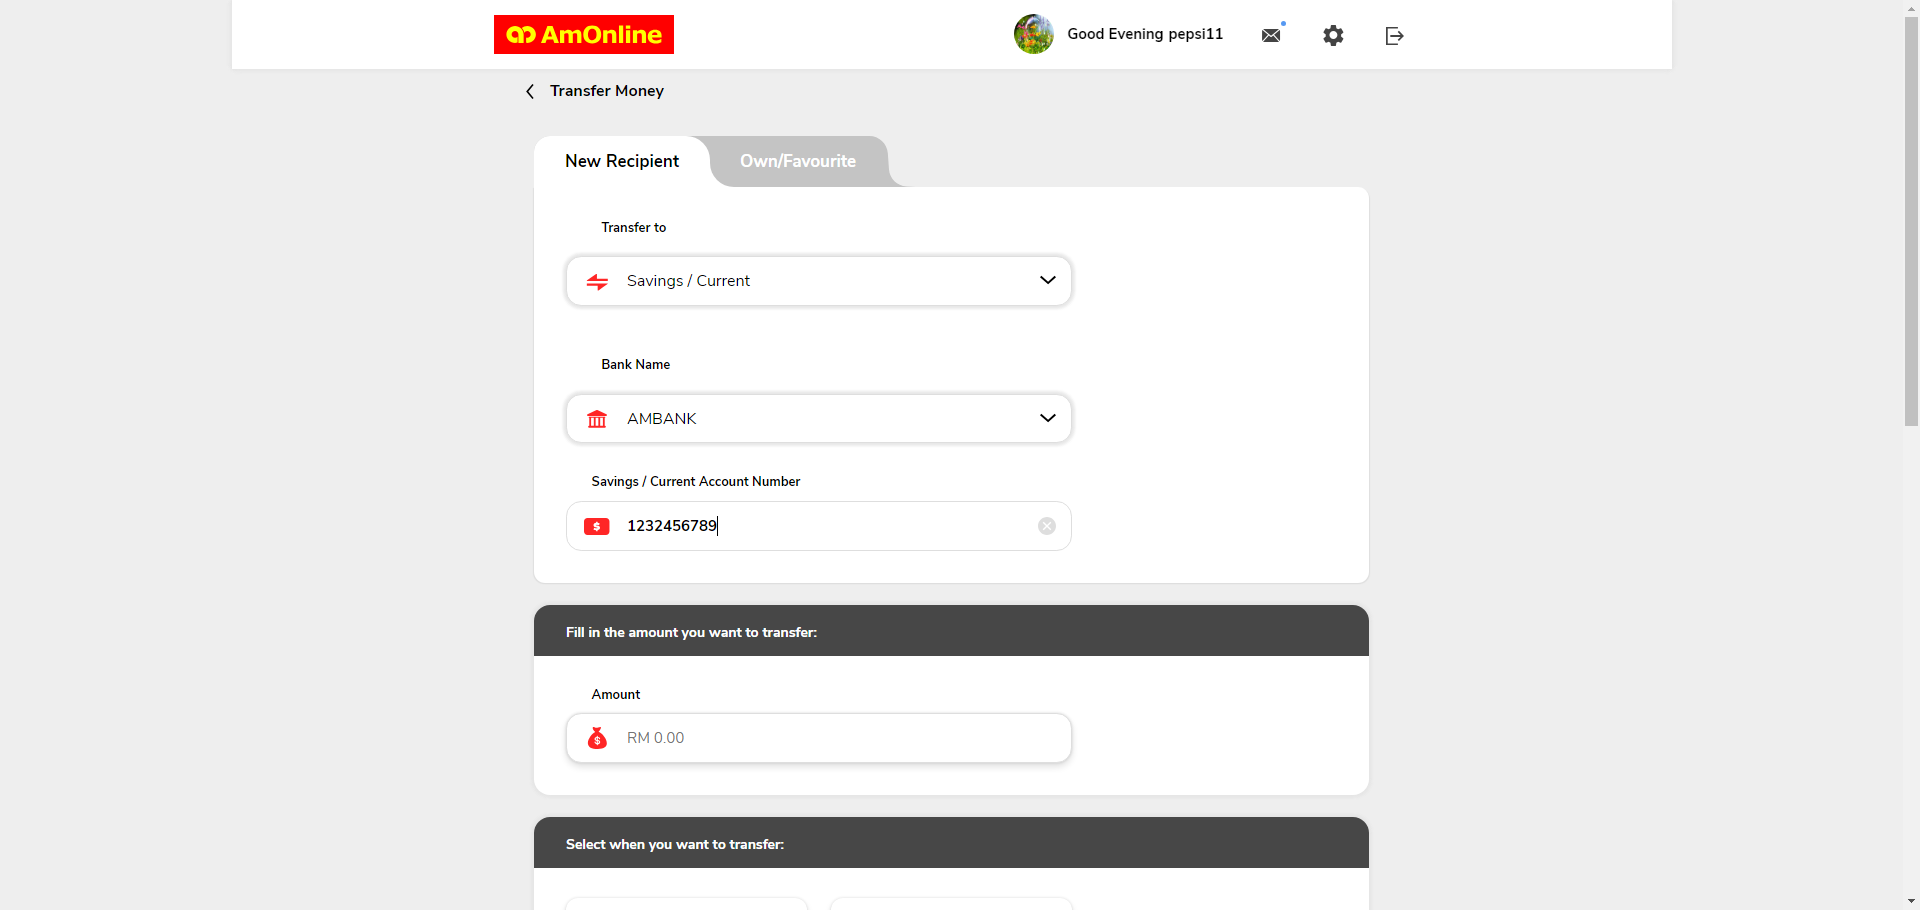 AmOnline
Good Evening pepsi11
Transfer Money
New Recipient
Own/Favourite
Transfer to
Savings / Current
Bank Name
AMBANK
Savings / Current Account Number
$ 1232456789
Fill in the amount you want to transfer:
Amount
$ RM 0.00
Select when you want to transfer: